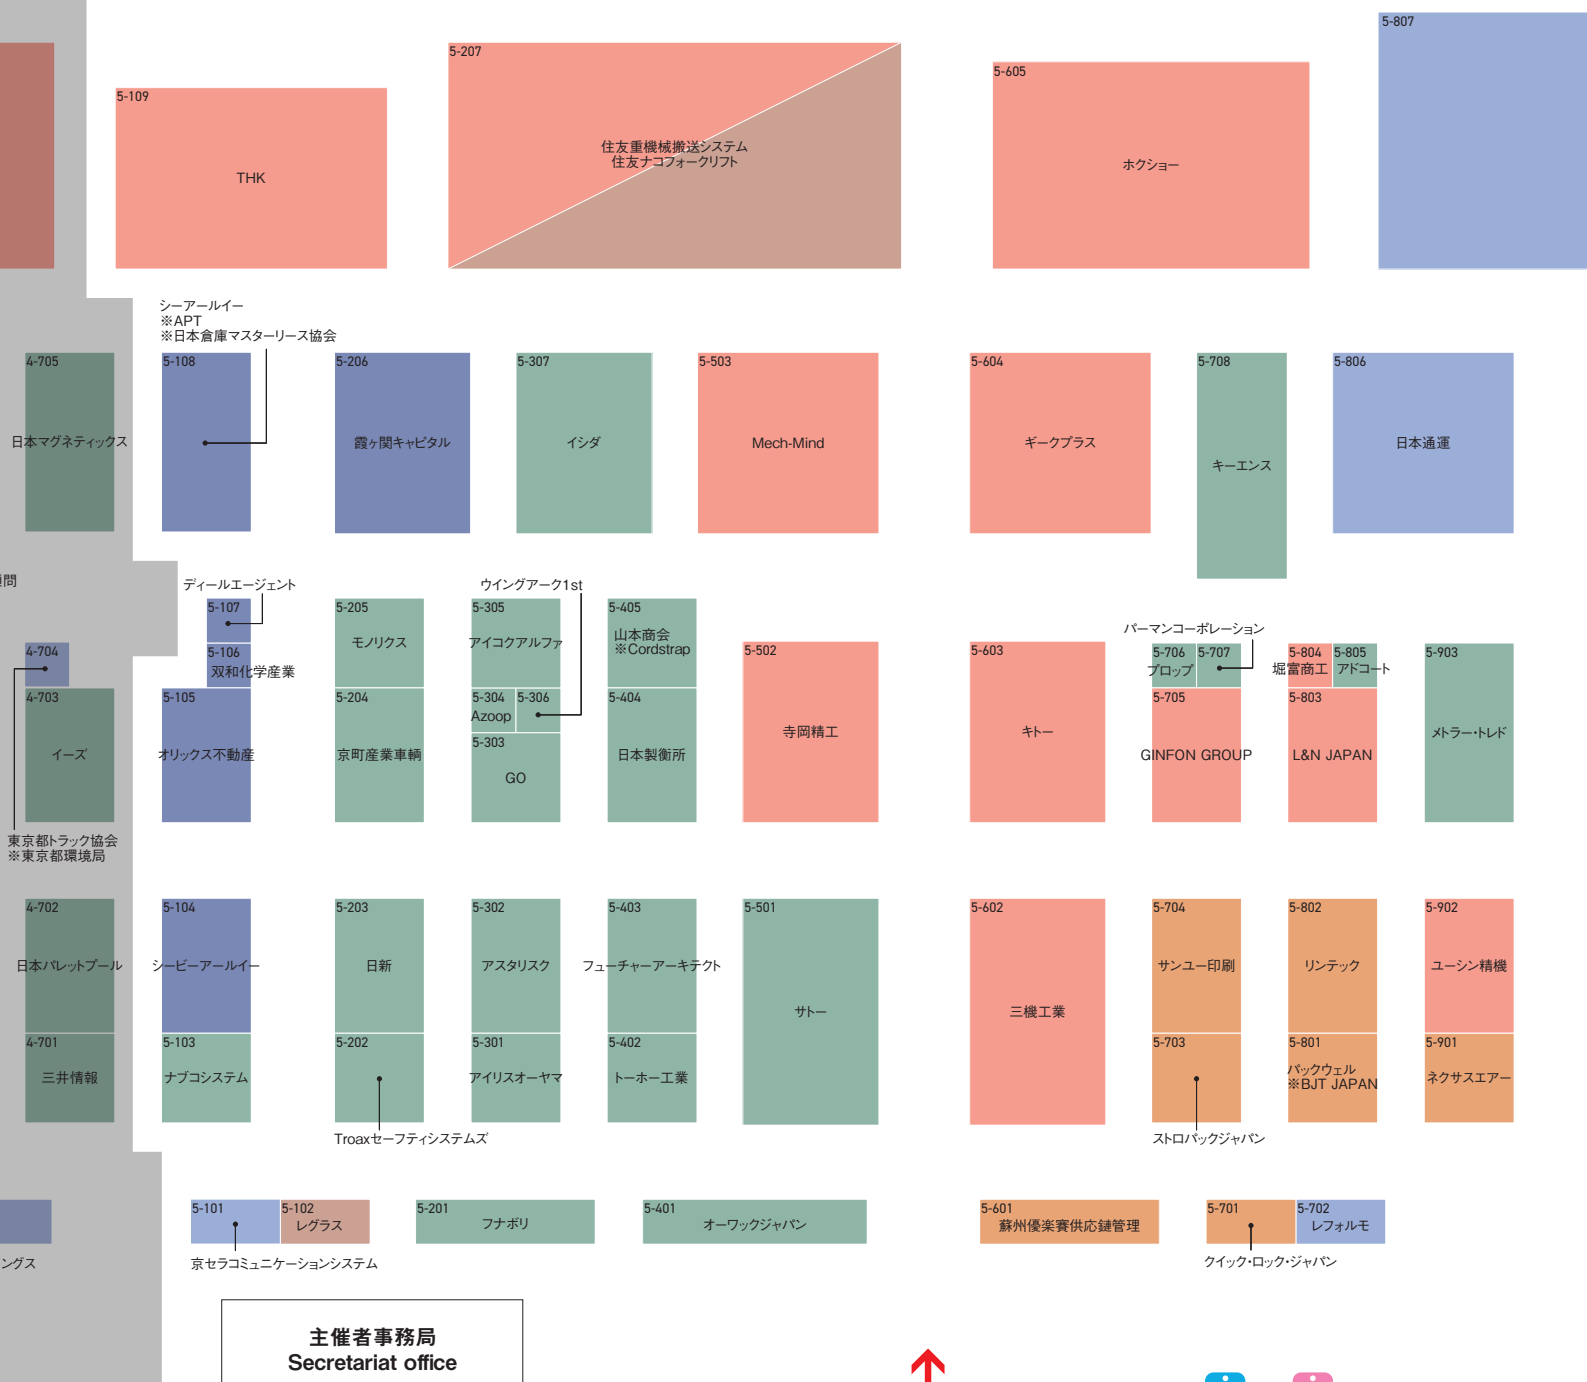 5-807
5-207
5-605
5-109
住友重機械搬送システム
住友ナコフォークリフト
ホクショー
THK
シーアールイー
※APT
※日本倉庫マスターリース協会
4-705
日本マグネティックス
5-108
5-206
霞ヶ関キャピタル
5-307
イシダ
5-503
Mech-Mind
5-604
ギークプラス
5-708
キーエンス
5-806
日本通運
ディールエージェント
ウイングアーク1st
5-107
5-106
双和化学産業
5-205
モノリクス
5-305
アイコクアルファ
5-405
山本商会
※Cordstrap
5-502
寺岡精工
5-603
キトー
パーマンコーポレーション
5-706
プロップ
5-707
5-804
堀富商工
5-805
アドコート
5-903
メトラー・トレド
4-704
4-703
イーズ
5-105
オリックス不動産
5-204
京町産業車輌
5-304
Azoop
5-306
5-303
GO
5-404
日本製衡所
5-705
GINFON GROUP
5-803
L&N JAPAN
東京都トラック協会
※東京都環境局
4-702
日本パレットプール
5-104
シービーアールイー
5-203
日新
5-302
アスタリスク
5-403
フューチャーアーキテクト
5-501
サトー
5-602
三機工業
5-704
サンユー印刷
5-802
リンテック
5-902
ユーシン精機
4-701
三井情報
5-103
ナブコシステム
5-202
5-301
アイリスオーヤマ
5-402
トーホー工業
5-703
5-801
パックウェル
※BJT JAPAN
5-901
ネクサスエアー
Troaxセーフティシステムズ
ストロパックジャパン
5-101
5-102
レグラス
5-201
フナボリ
5-401
オーワックジャパン
5-601
蘇州優楽賽供応鏈管理
5-701
5-702
レフォルモ
ングス
京セラコミュニケーションシステム
クイック・ロック・ジャパン
主催者事務局
Secretariat office